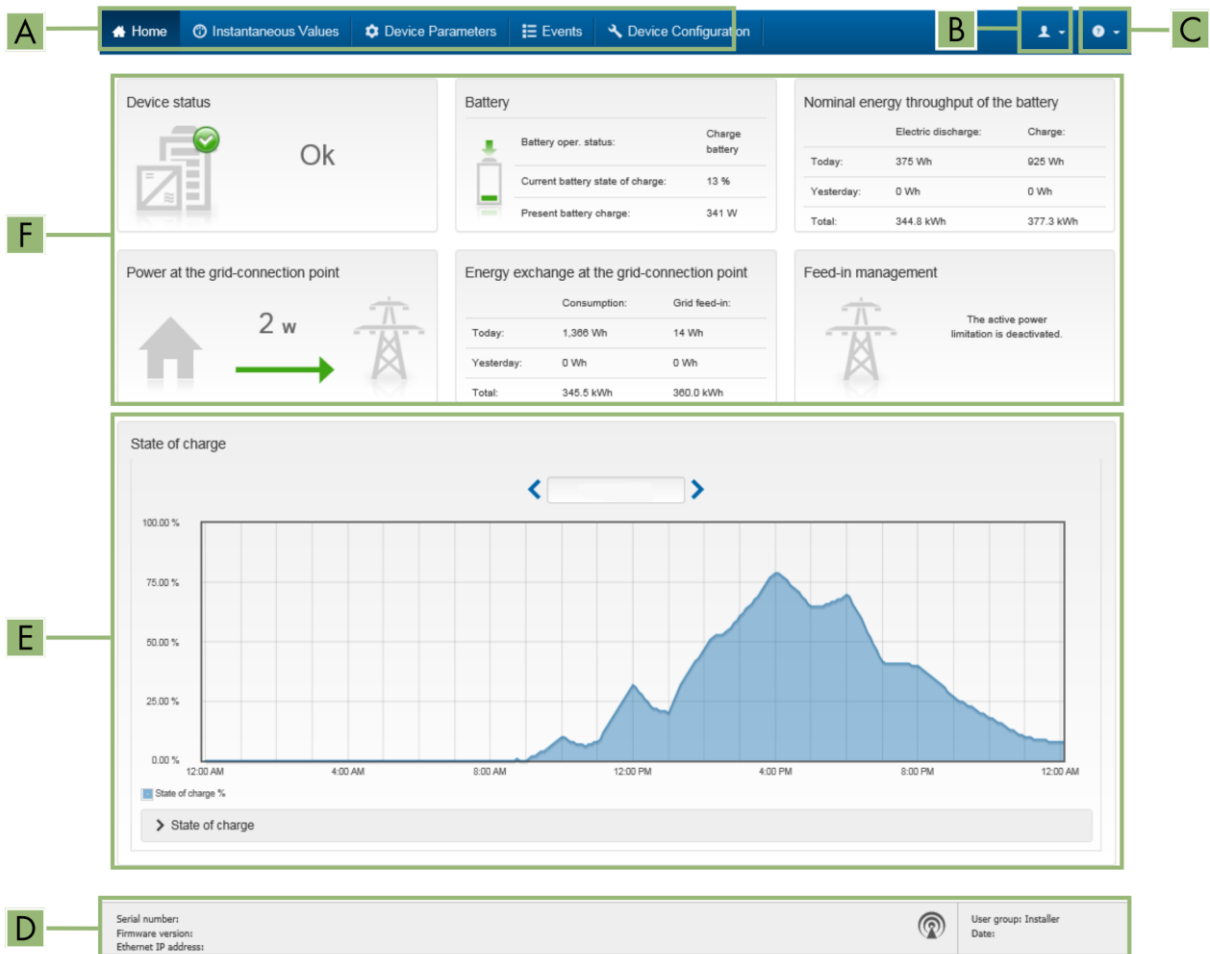 A
Home Instantaneous Values Device Parameters Events Device Configuration
B
C
F
Device status
Ok
Battery
Battery oper. status: Charge battery
Current battery state of charge: 13 %
Present battery charge: 341 W
Nominal energy throughput of the battery
Electric discharge: Charge:
Today: 375 Wh 925 Wh
Yesterday: 0 Wh 0 Wh
Total: 344.8 kWh 377.3 kWh
Power at the grid-connection point
2 w
Energy exchange at the grid-connection point
Consumption: Grid feed-in:
Today: 1,366 Wh 14 Wh
Yesterday: 0 Wh 0 Wh
Total: 345.5 kWh 360.0 kWh
Feed-in management
The active power
limitation is deactivated.
E
State of charge
100.00 %
75.00 %
50.00 %
25.00 %
0.00 %
12:00 AM 4:00 AM 8:00 AM 12:00 PM 4:00 PM 8:00 PM 12:00 AM
State of charge %
State of charge
D
Serial number:
Firmware version:
Ethernet IP address:
User group: Installer
Date: